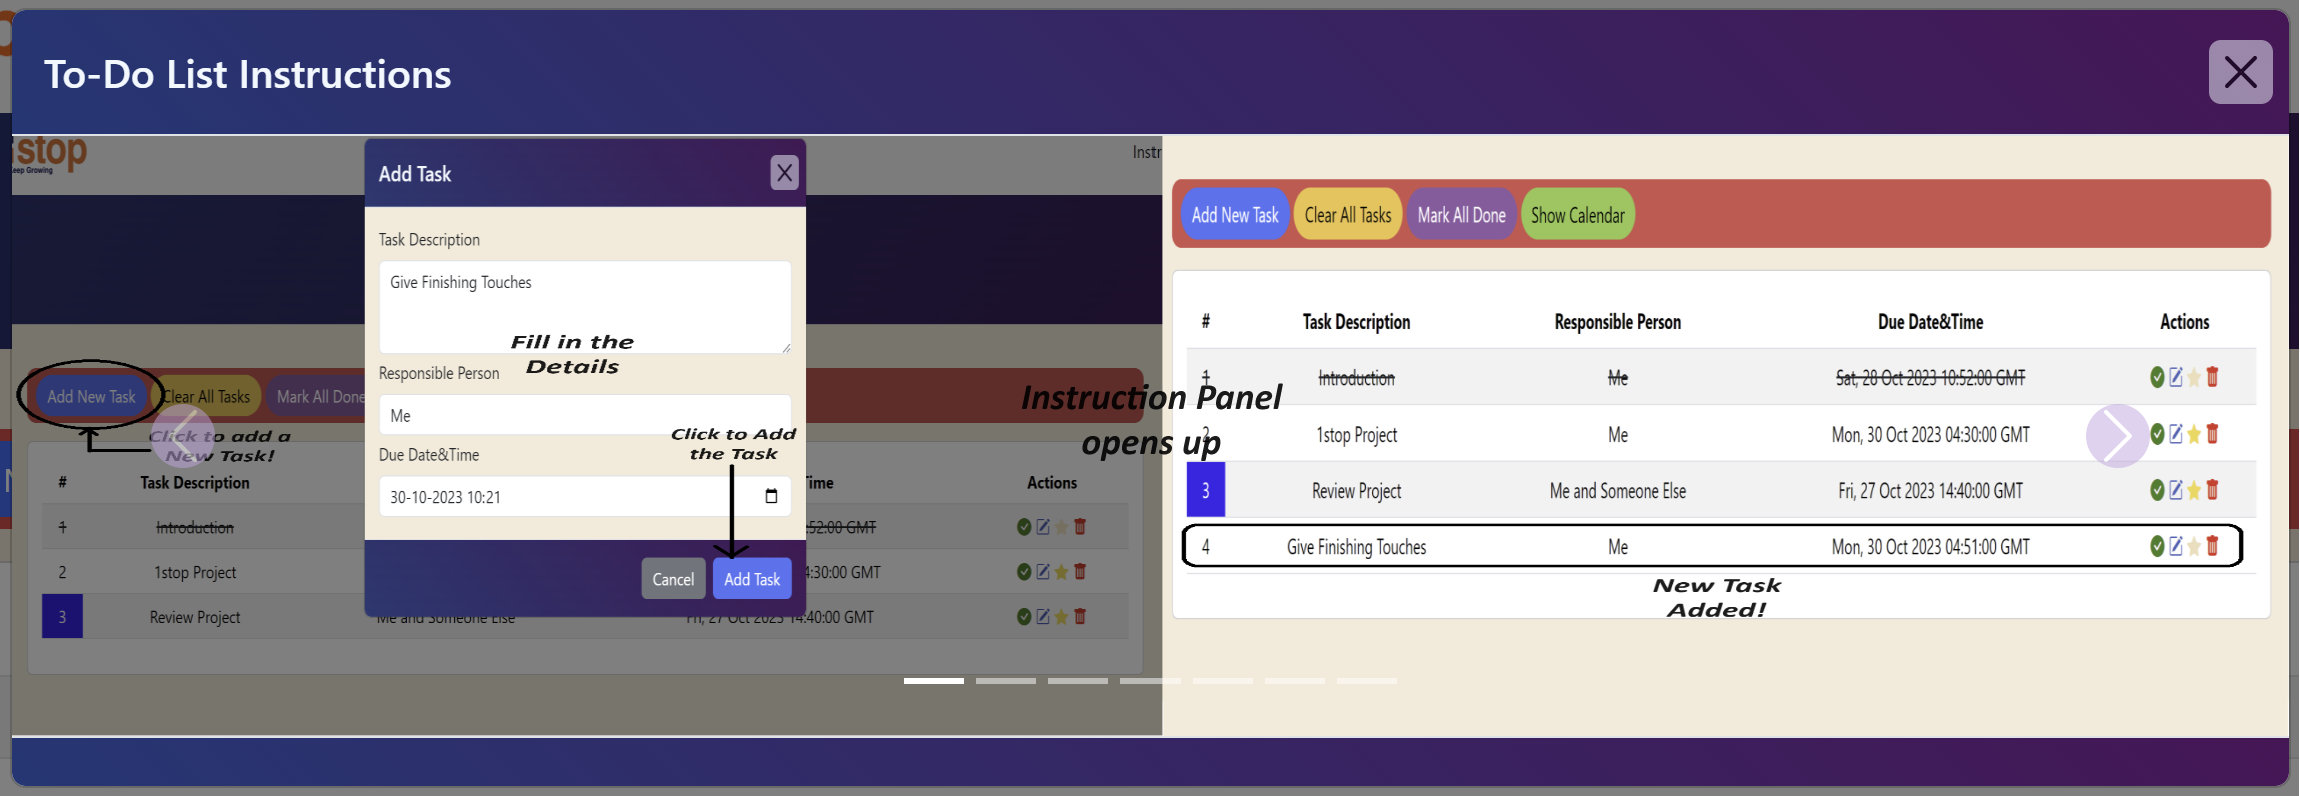 To-Do List Instructions
stop
eep Growing
Instr
Add Task
Task Description
Give Finishing Touches
Fill in the
Details
Responsible Person
Me
Click to Add
the Task
Due Date&Time
30-10-2023 10:21
Cancel
Add Task
Add New Task
Clear All Tasks
Mark All Done
Click to add a
New Task!
# Task Description ime Actions
1 Introduction :52:00 GMT
2 1stop Project 4:30:00 GMT
3 Review Project Me and Someone Else Fri, 27 Oct 2023 14:40:00 GMT
Instruction Panel
opens up
Add New Task
Clear All Tasks
Mark All Done
Show Calendar
# Task Description Responsible Person Due Date&Time Actions
1 Introduction Me Sat, 28 Oct 2023 10:52:00 GMT
2 1stop Project Me Mon, 30 Oct 2023 04:30:00 GMT
3 Review Project Me and Someone Else Fri, 27 Oct 2023 14:40:00 GMT
4 Give Finishing Touches Me Mon, 30 Oct 2023 04:51:00 GMT
New Task
Added!